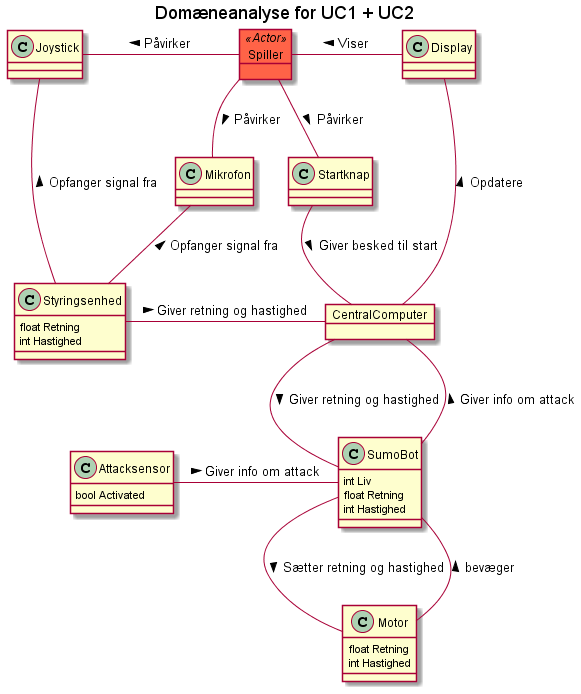 Domæneanalyse for UC1 + UC2
C Joystick
Påvirker
«Actor»
Spiller
Viser
C Display
Påvirker
Påvirker
C Mikrofon
C Startknap
Opfanger signal fra
Opdatere
Opfanger signal fra
Giver besked til start
C Styringsenhed
float Retning
int Hastighed
Giver retning og hastighed
CentralComputer
Giver retning og hastighed
Giver info om attack
C Attacksensor
bool Activated
Giver info om attack
C SumoBot
int Liv
float Retning
int Hastighed
Sætter retning og hastighed
bevæger
C Motor
float Retning
int Hastighed